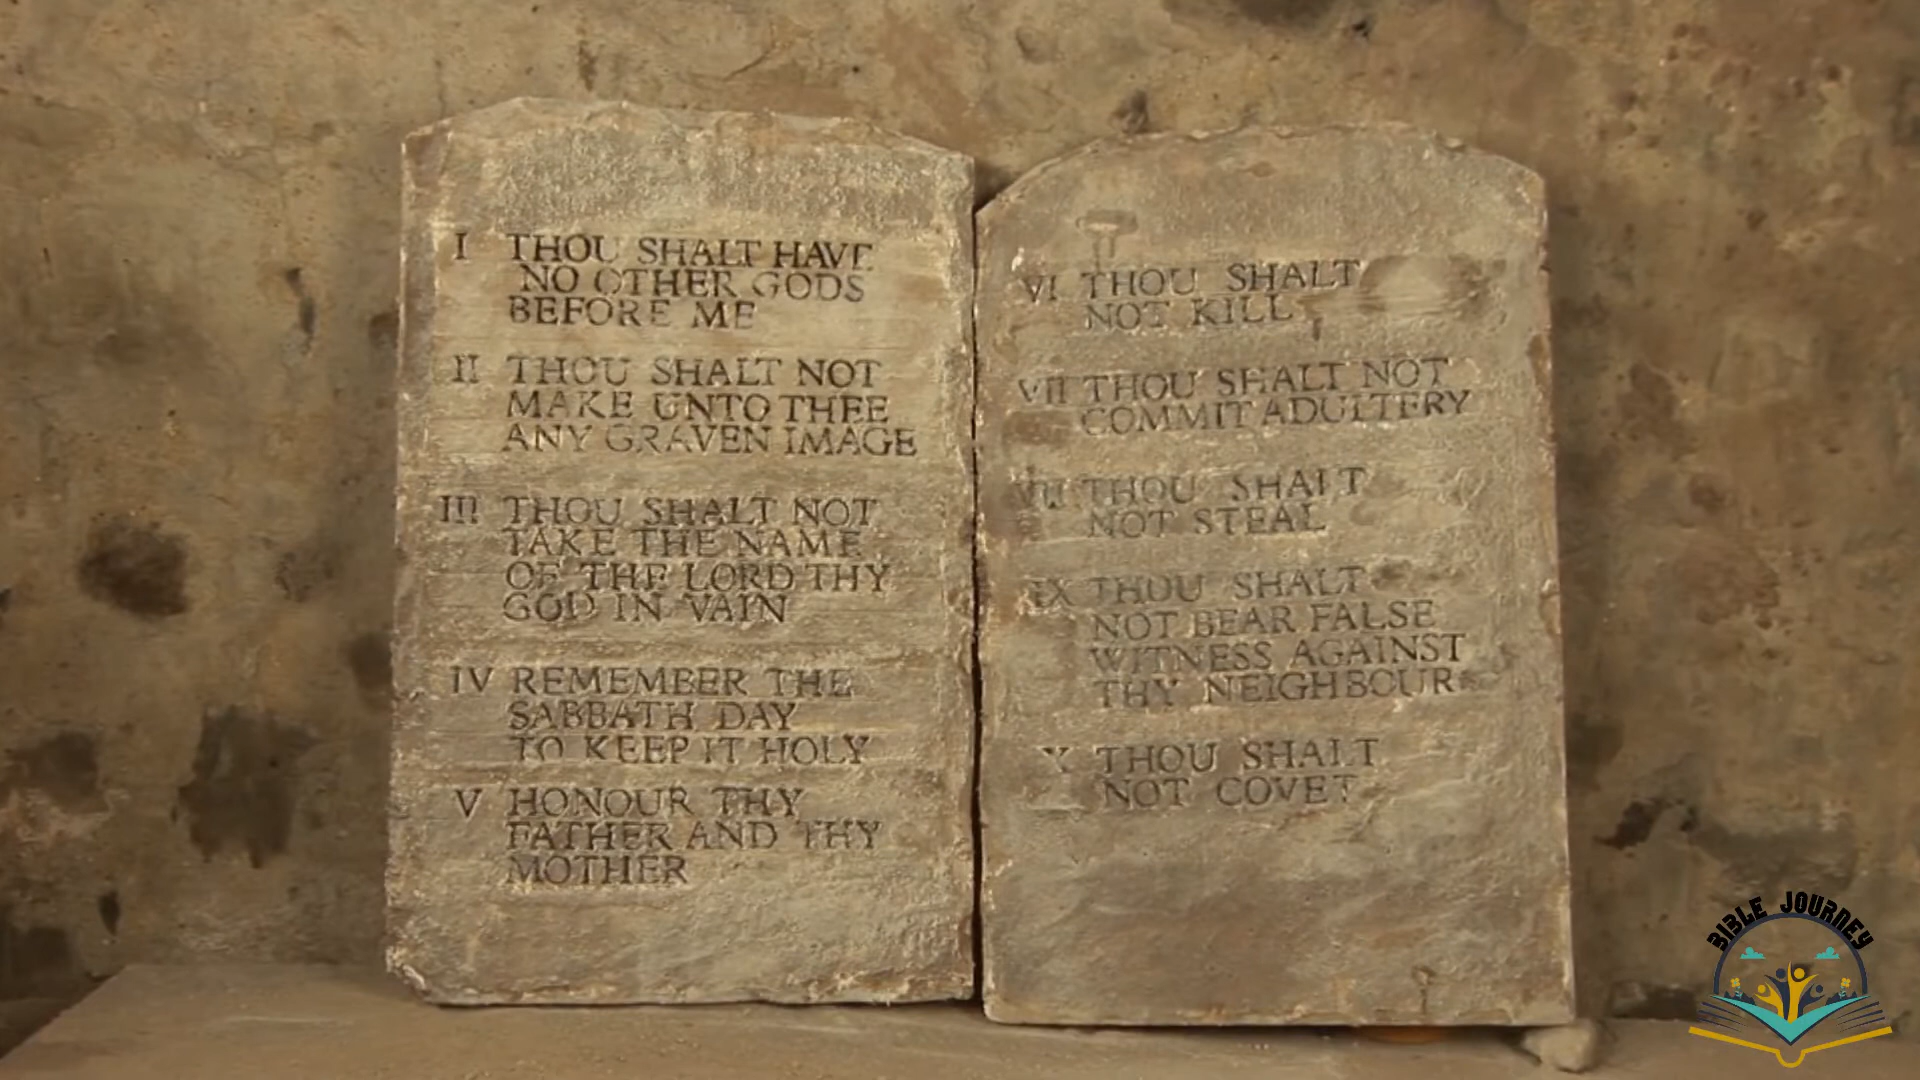 I THOU SHALT HAVE
NO OTHER GODS
BEFORE ME
II THOU SHALT NOT
MAKE UNTO THEE
ANY GRAVEN IMAGE
III THOU SHALT NOT
TAKE THE NAME
OF THE LORD THY
GOD IN VAIN
IV REMEMBER THE
SABBATH DAY
TO KEEP IT HOLY
V HONOUR THY
FATHER AND THY
MOTHER
VI THOU SHALT
NOT KILL
VII THOU SHALT NOT
COMMIT ADULTERY
VIII THOU SHALT
NOT STEAL
IX THOU SHALT
NOT BEAR FALSE
WITNESS AGAINST
THY NEIGHBOUR
X THOU SHALT
NOT COVET
BIBLE JOURNEY